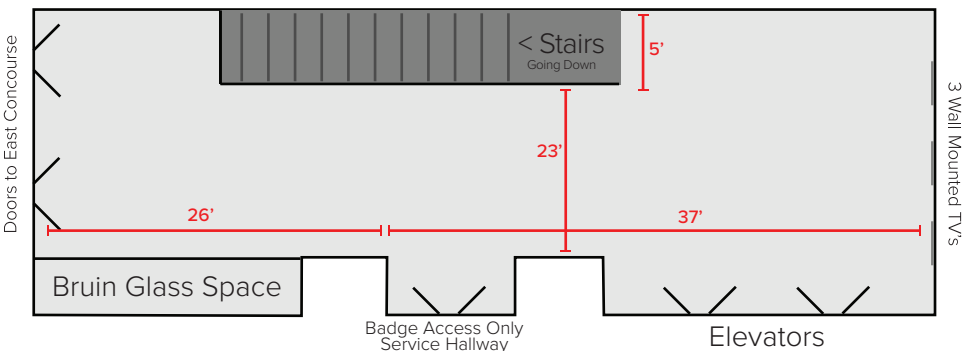 Doors to East Concourse
< Stairs
Going Down
5’
23’
26’
37’
3 Wall Mounted TV’s
Bruin Glass Space
Badge Access Only
Service Hallway
Elevators